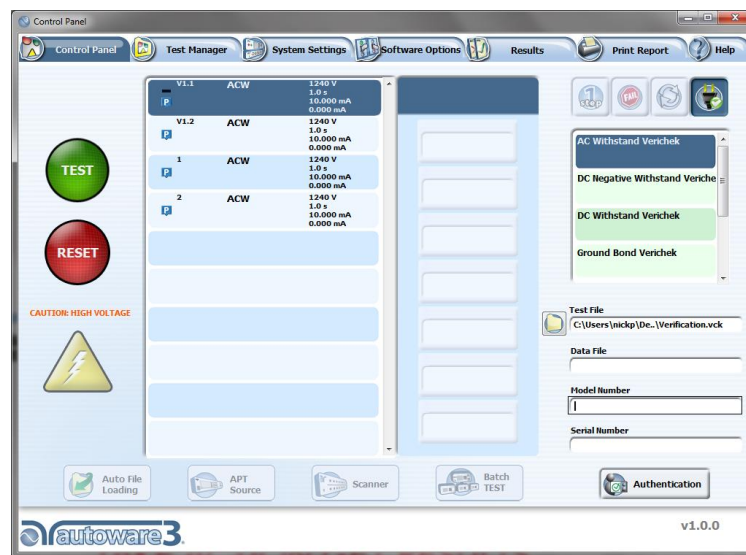 Control Panel
Control Panel
Test Manager
System Settings
Software Options
Results
Print Report
Help
V1.1 ACW 1240 V
1.0 s
10.000 mA
0.000 mA
P
V1.2 ACW 1240 V
1.0 s
10.000 mA
0.000 mA
P
1 ACW 1240 V
1.0 s
10.000 mA
0.000 mA
P
2 ACW 1240 V
1.0 s
10.000 mA
0.000 mA
P
TEST
RESET
CAUTION: HIGH VOLTAGE
1
step
FAIL
AC Withstand Verichek
DC Negative Withstand Veriche
DC Withstand Verichek
Ground Bond Verichek
Test File
C:\Users\nickp\De..\Verification.vck
Data File
Model Number
Serial Number
Auto File
Loading
APT
Source
Scanner
Batch
TEST
Authentication
autoware3.
v1.0.0